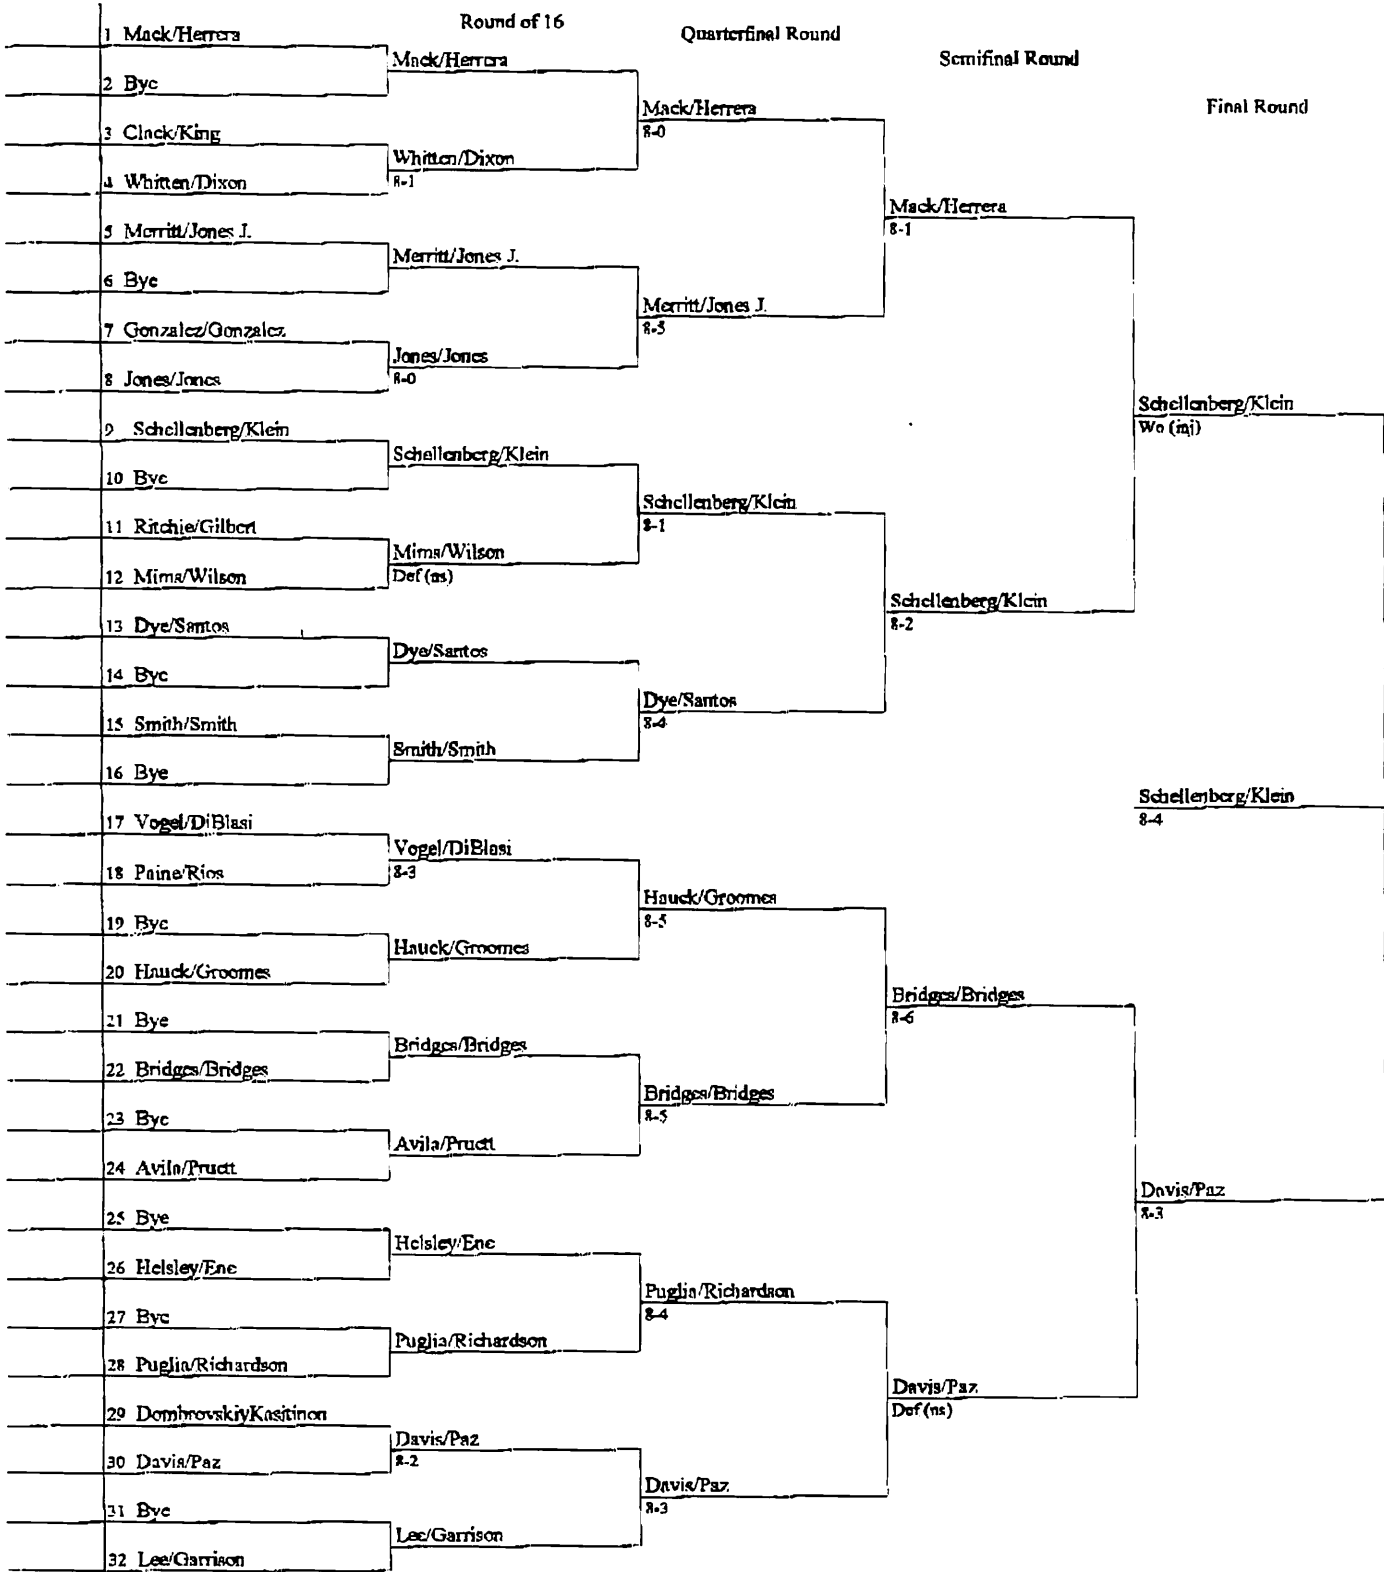 Round of 16
Quarterfinal Round
Semifinal Round
Final Round
1 Mack/Herrera
2 Bye
3 Clack/King
4 Whitten/Dixon
5 Merritt/Jones J.
6 Bye
7 Gonzalez/Gonzalez
8 Jones/Jones
9 Schellenberg/Klein
10 Bye
11 Ritchie/Gilbert
12 Mims/Wilson
13 Dye/Santos
14 Bye
15 Smith/Smith
16 Bye
17 Vogel/DiBlasi
18 Paine/Rios
19 Bye
20 Hauck/Groomes
21 Bye
22 Bridges/Bridges
23 Bye
24 Avila/Pruett
25 Bye
26 Helsley/Ene
27 Bye
28 Puglia/Richardson
29 DombrovskiyKasitinon
30 Davis/Paz
31 Bye
32 Lee/Garrison
Mack/Herrera
Whitten/Dixon
8-1
Merritt/Jones J.
Jones/Jones
8-0
Schellenberg/Klein
Mims/Wilson
Def (ns)
Dye/Santos
Smith/Smith
Vogel/DiBlasi
8-3
Hauck/Groomes
Bridges/Bridges
Avila/Pruett
Helsley/Ene
Puglia/Richardson
Davis/Paz
8-2
Lee/Garrison
Mack/Herrera
8-0
Merritt/Jones J.
8-5
Schellenberg/Klein
8-1
Dye/Santos
8-4
Hauck/Groomes
8-5
Bridges/Bridges
8-5
Puglia/Richardson
8-4
Davis/Paz
8-3
Mack/Herrera
8-1
Schellenberg/Klein
8-2
Bridges/Bridges
8-6
Davis/Paz
Def (ns)
Schellenberg/Klein
Wo (inj)
Schellenberg/Klein
8-4
Davis/Paz
8-3